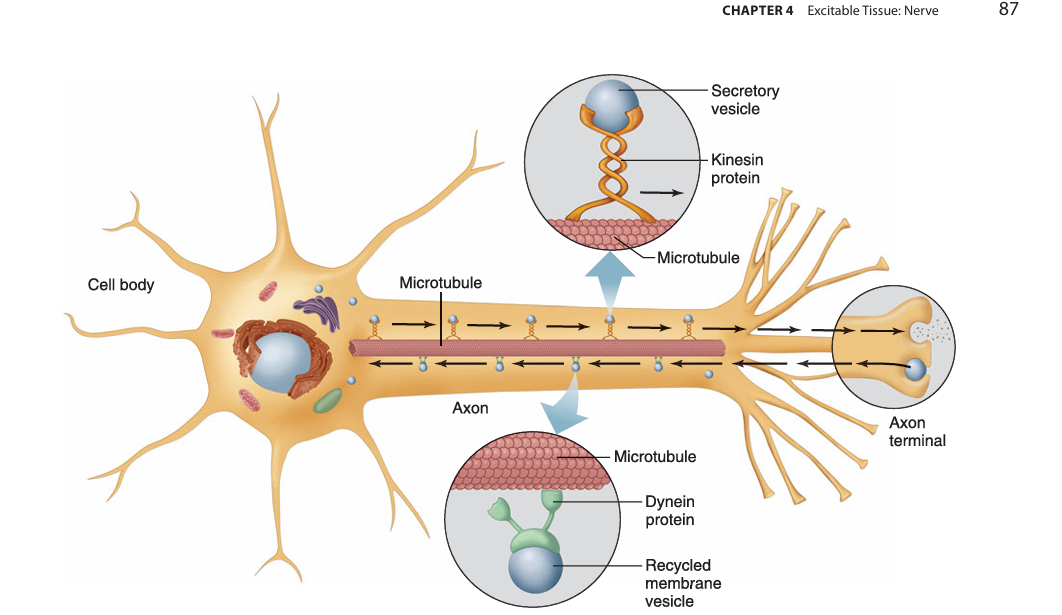 CHAPTER 4 Excitable Tissue: Nerve 87
Secretory
vesicle
Kinesin
protein
Microtubule
Cell body
Microtubule
Axon
Axon
terminal
Microtubule
Dynein
protein
Recycled
membrane
vesicle